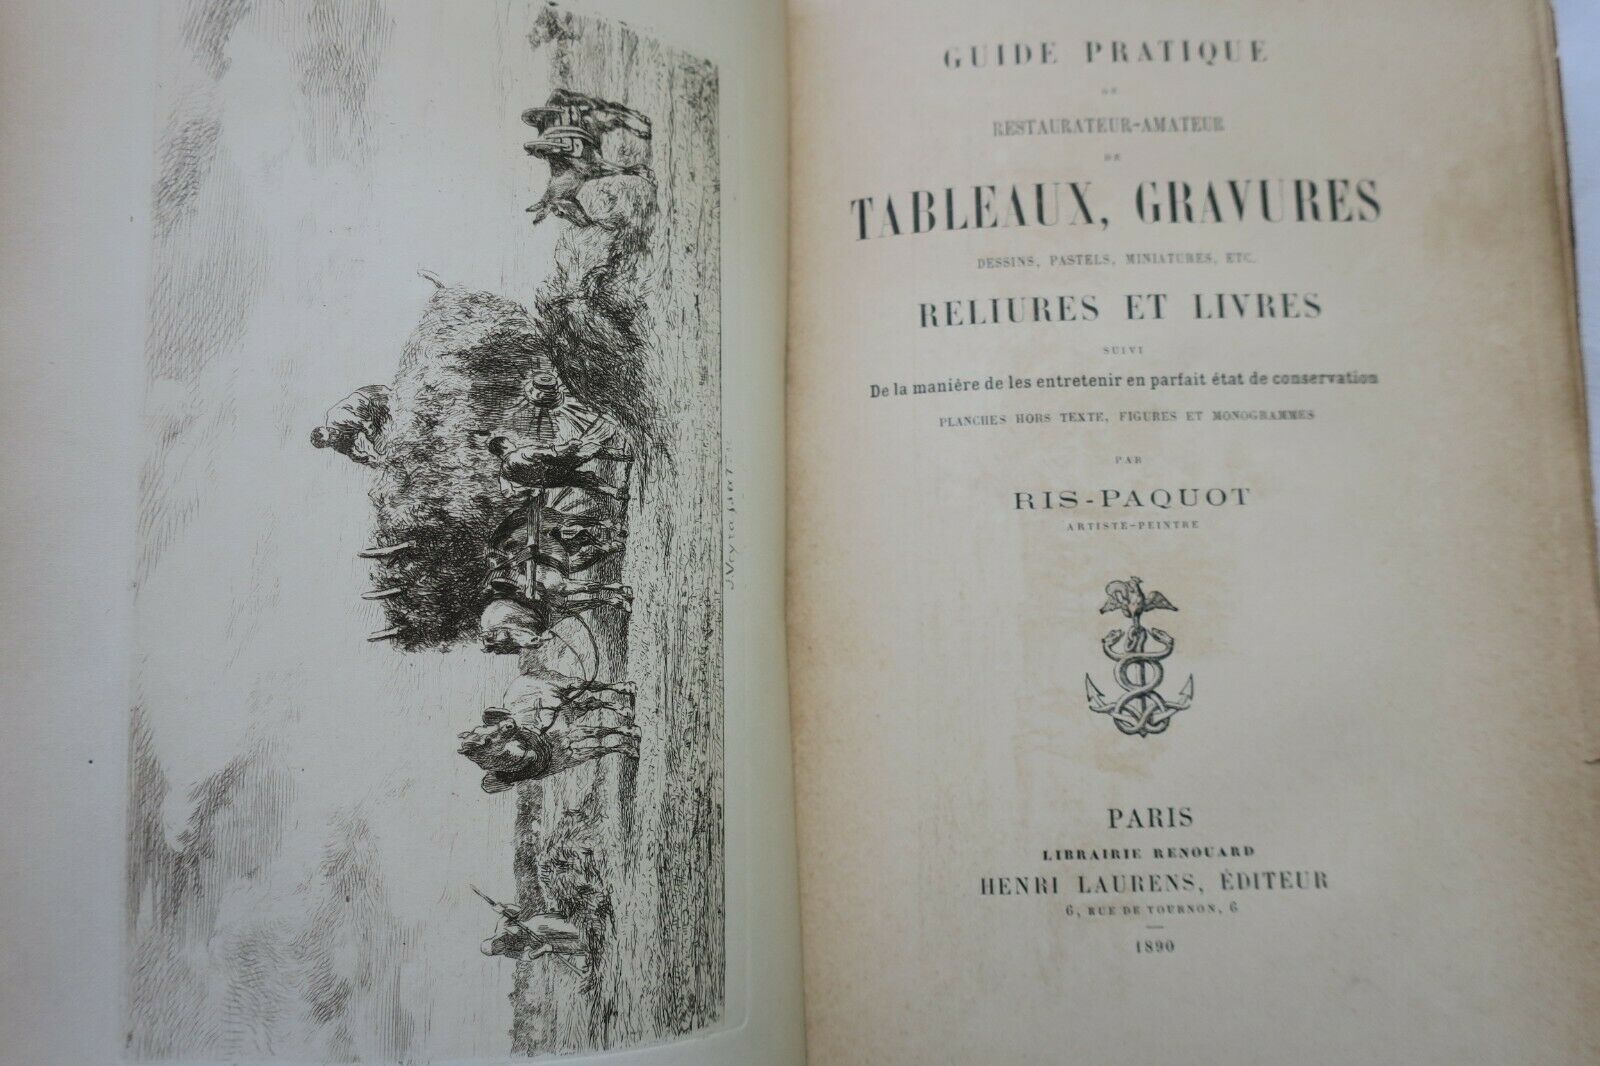 J. Veyrassat
GUIDE PRATIQUE
DE
RESTAURATEUR-AMATEUR
DE
TABLEAUX, GRAVURES
DESSINS, PASTELS, MINIATURES, ETC.
RELIURES ET LIVRES
SUIVI
De la manière de les entretenir en parfait état de conservation
PLANCHES HORS TEXTE, FIGURES ET MONOGRAMMES
PAR
RIS-PAQUOT
ARTISTE-PEINTRE
PARIS
LIBRAIRIE RENOUARD
HENRI LAURENS, ÉDITEUR
6, RUE DE TOURNON, 6
1890